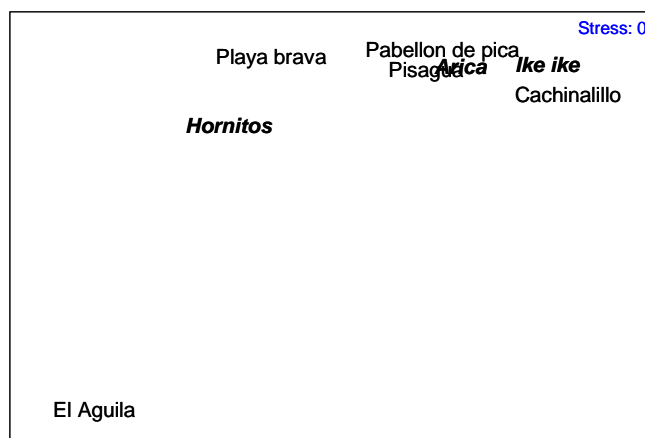 Stress: 0
Pabellon de pica
Playa brava
Arica
Ike ike
Pisagua
Cachinalillo
Hornitos
El Aguila